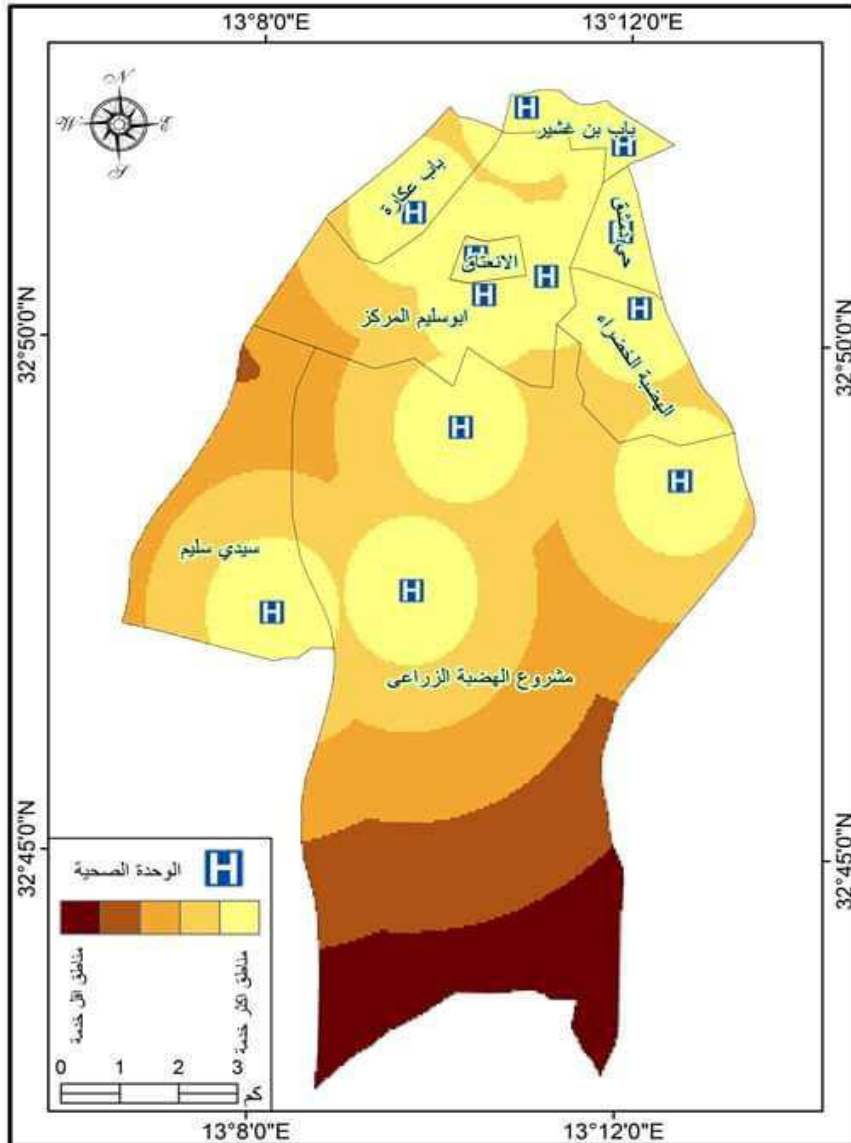 13°8'0"E
13°12'0"E
N
W
E
S
باب بن غشير
باب عكارة
حي دمشق
الانعتاق
ابوسليم المركز
الهضبة الخضراء
32°50'0"N
32°50'0"N
سيدي سليم
مشروع الهضبة الزراعى
32°45'0"N
32°45'0"N
الوحدة الصحية
H
مناطق اقل خدمة
مناطق اكثر خدمة
0 1 2 3
كم
13°8'0"E
13°12'0"E